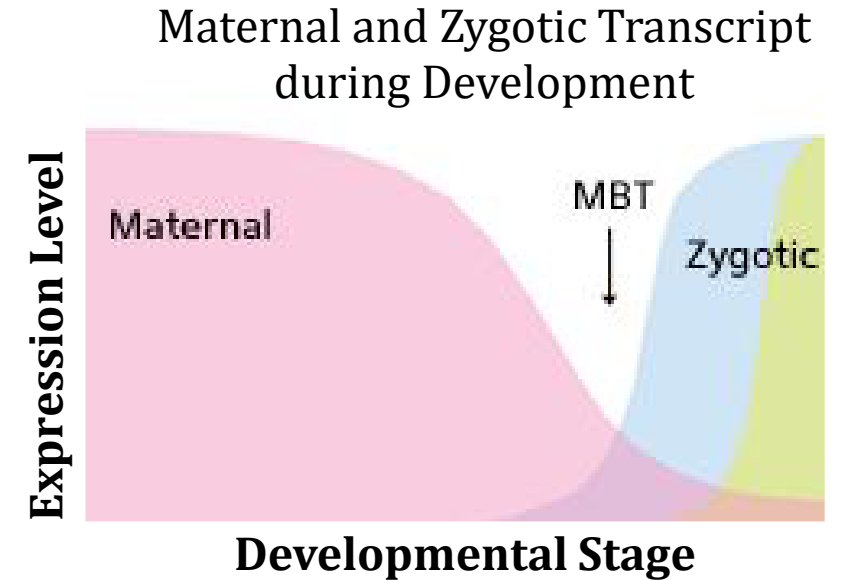 Maternal and Zygotic Transcript
during Development
Expression Level
Maternal
MBT
Zygotic
Developmental Stage